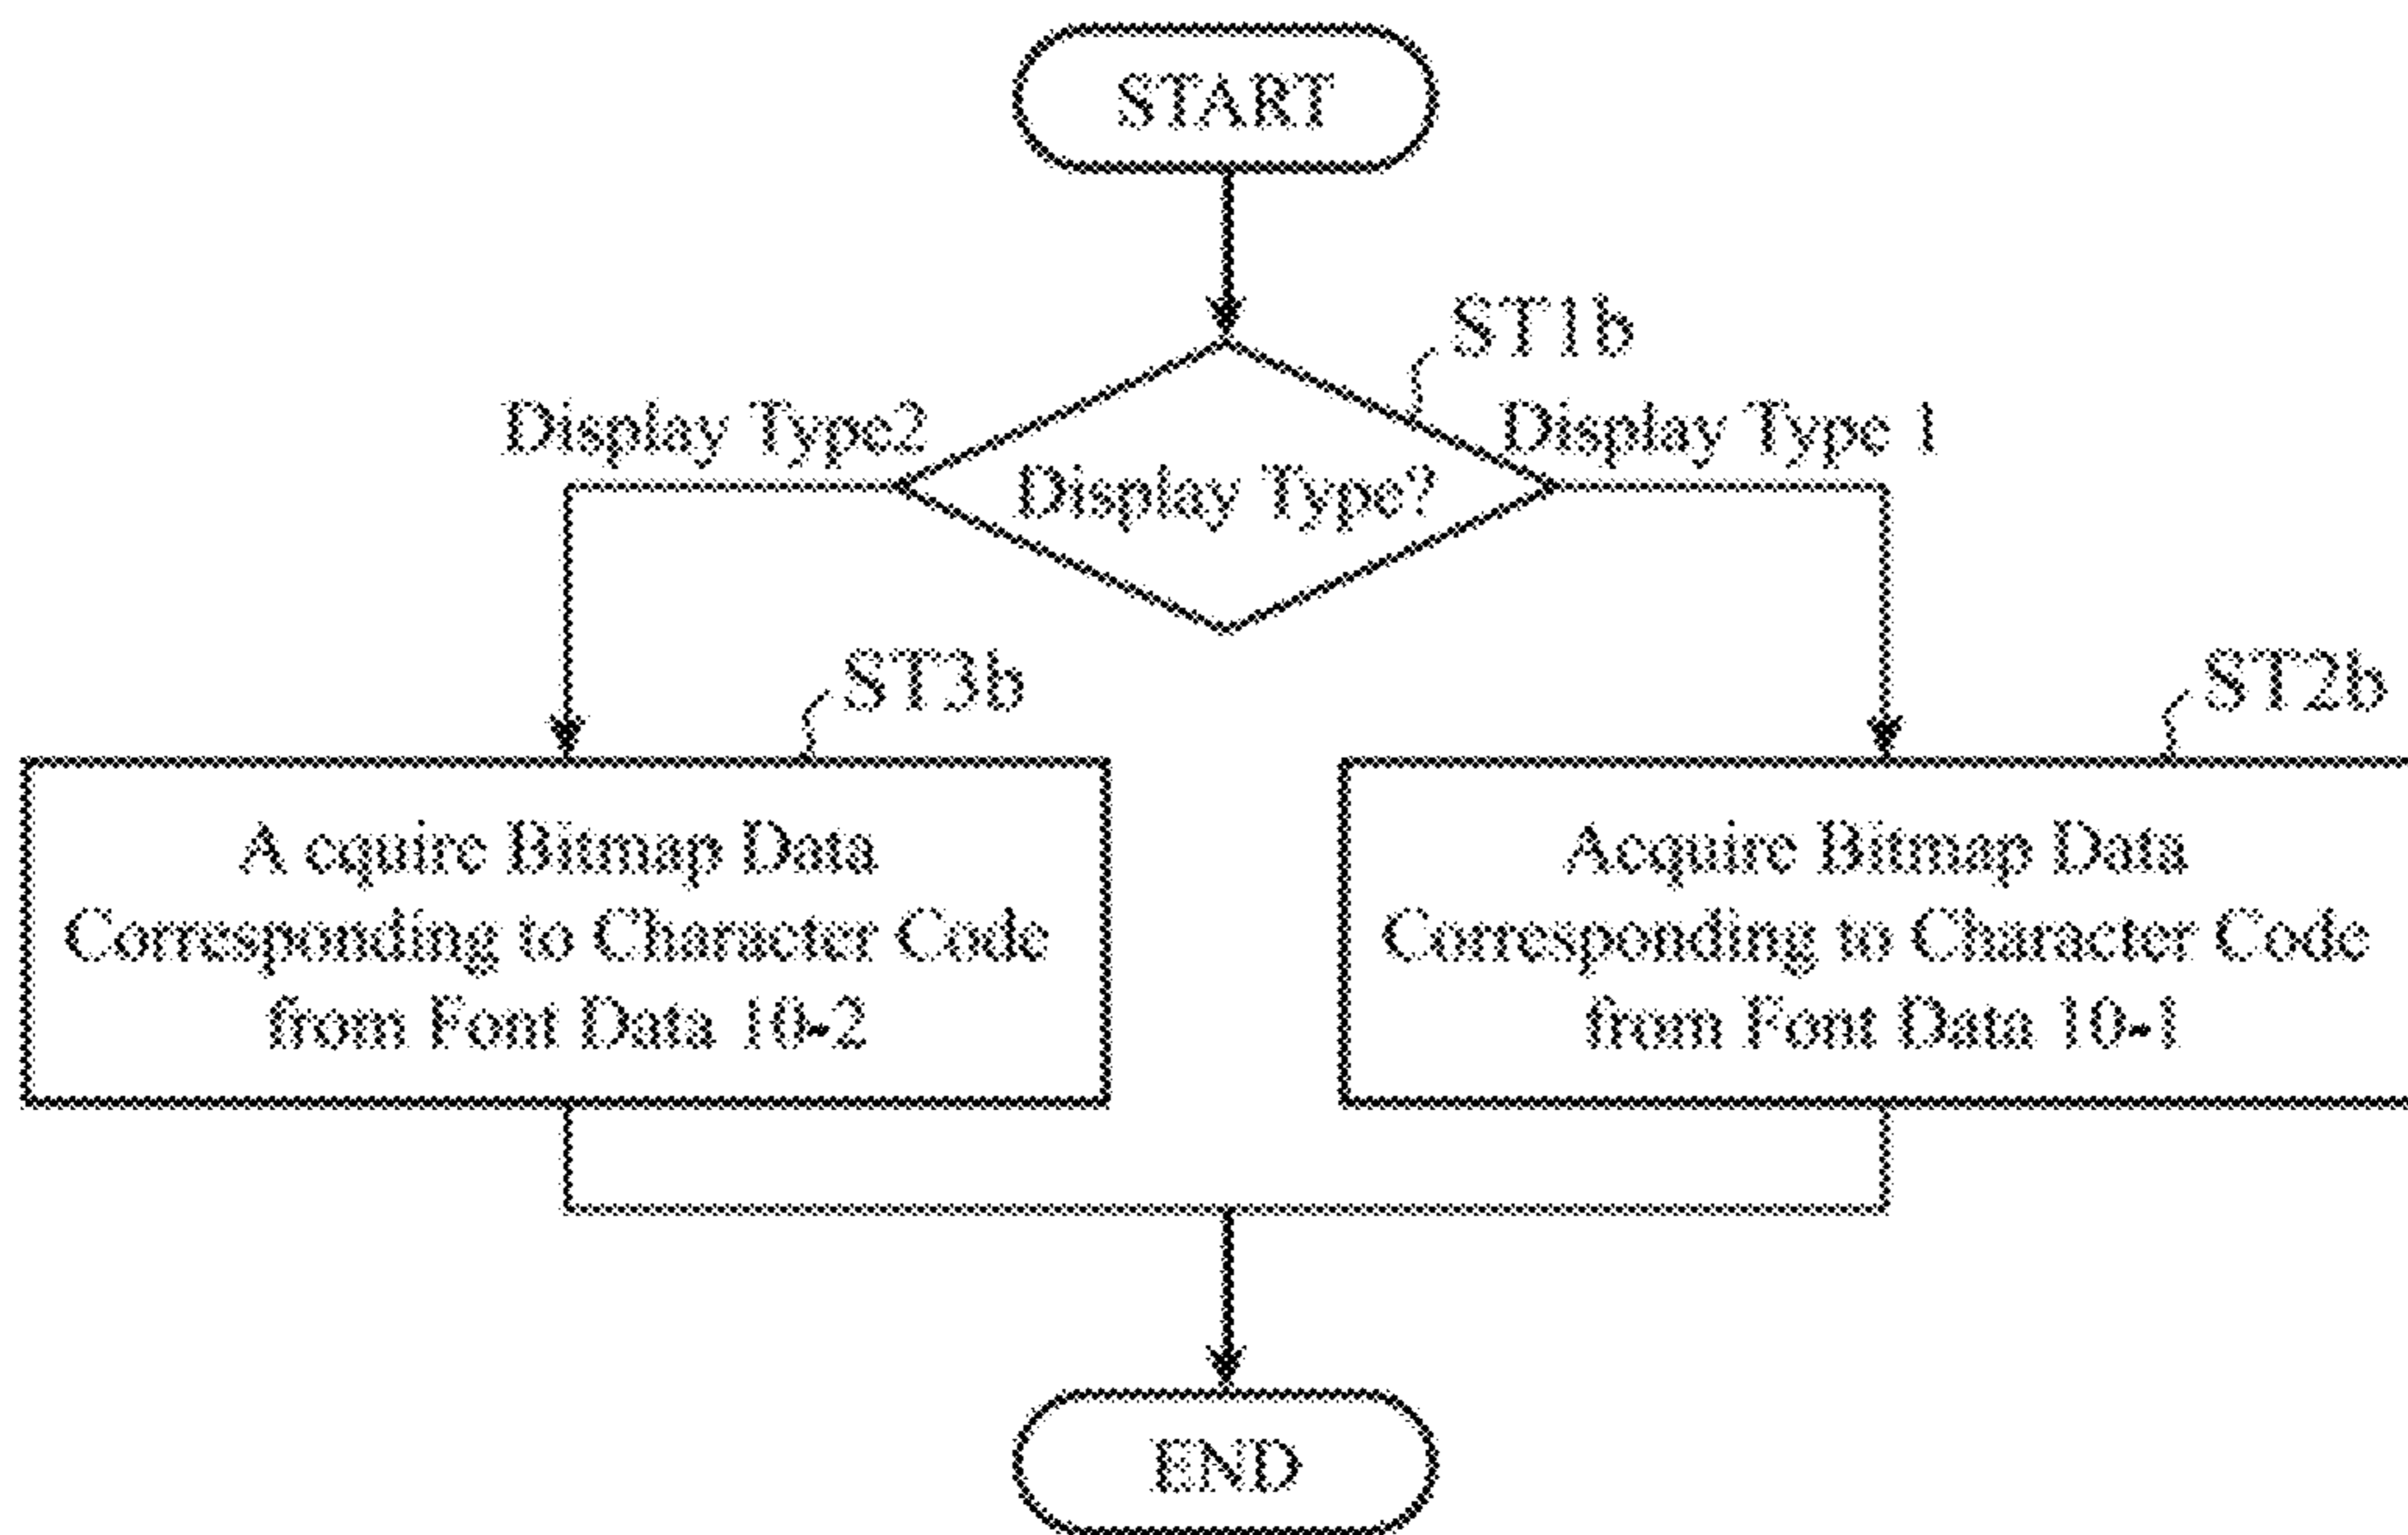 START
ST1b
Display Type2
Display Type 1
Display Type?
ST3b
ST2b
A cquire Bitmap Data
Corresponding to Character Code
from Font Data 10-2
Acquire Bitmap Data
Corresponding to Character Code
from Font Data 10-1
END